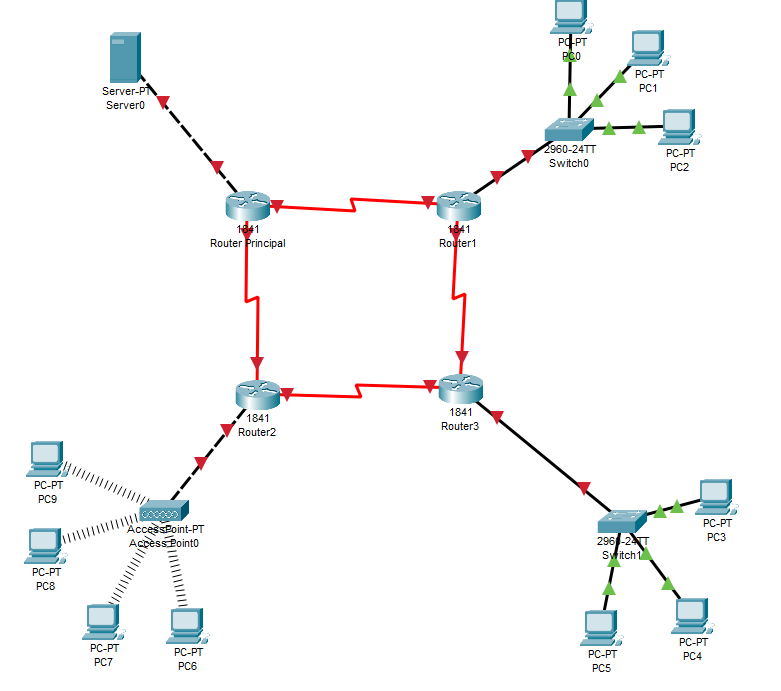 PC-PT
PC0
PC-PT
PC1
Server-PT
Server0
2960-24TT
Switch0
PC-PT
PC2
1841
Router Principal
1841
Router1
1841
Router2
1841
Router3
PC-PT
PC9
AccessPoint-PT
Access Point0
PC-PT
PC8
2960-24TT
Switch1
PC-PT
PC3
PC-PT
PC7
PC-PT
PC6
PC-PT
PC5
PC-PT
PC4